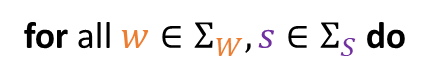 for all w ∈ Σ_W, s ∈ Σ_S do